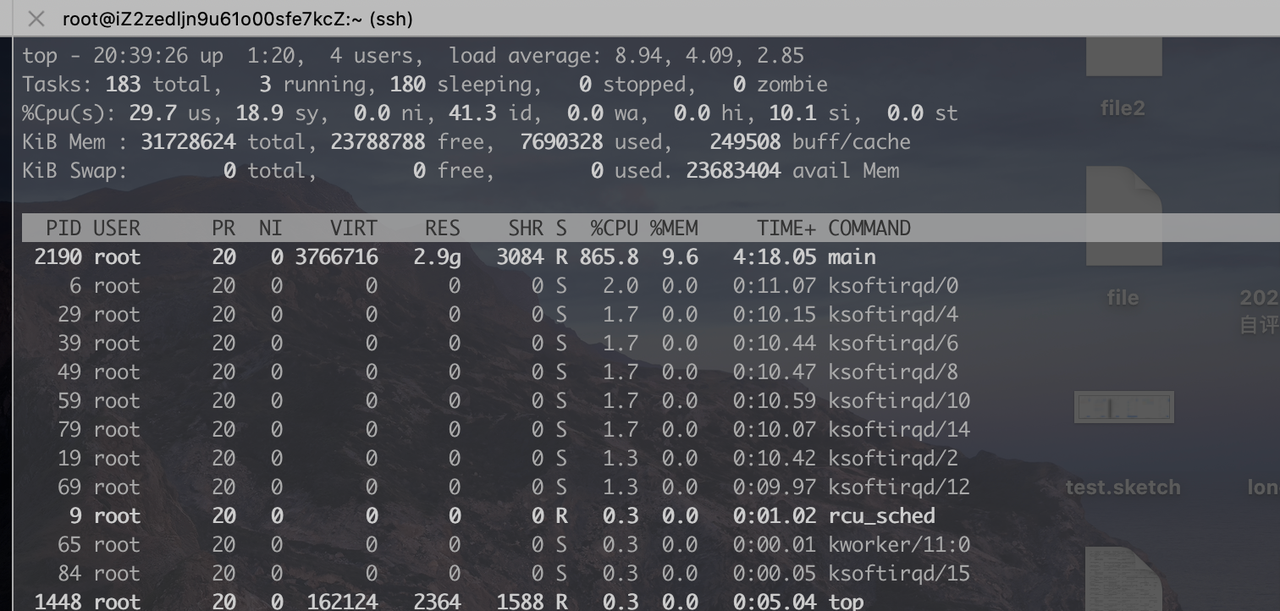 root@iZ2zedljn9u61o00sfe7kcZ:~ (ssh)
top - 20:39:26 up  1:20,  4 users,  load average: 8.94, 4.09, 2.85
Tasks: 183 total,   3 running, 180 sleeping,   0 stopped,   0 zombie
%Cpu(s): 29.7 us, 18.9 sy,  0.0 ni, 41.3 id,  0.0 wa,  0.0 hi, 10.1 si,  0.0 st
KiB Mem : 31728624 total, 23788788 free,  7690328 used,   249508 buff/cache
KiB Swap:        0 total,        0 free,        0 used. 23683404 avail Mem
PID USER      PR  NI    VIRT    RES    SHR S  %CPU %MEM     TIME+ COMMAND
2190 root      20   0 3766716   2.9g   3084 R 865.8  9.6   4:18.05 main
6 root      20   0       0      0      0 S   2.0  0.0   0:11.07 ksoftirqd/0
29 root      20   0       0      0      0 S   1.7  0.0   0:10.15 ksoftirqd/4
39 root      20   0       0      0      0 S   1.7  0.0   0:10.44 ksoftirqd/6
49 root      20   0       0      0      0 S   1.7  0.0   0:10.47 ksoftirqd/8
59 root      20   0       0      0      0 S   1.7  0.0   0:10.59 ksoftirqd/10
79 root      20   0       0      0      0 S   1.7  0.0   0:10.07 ksoftirqd/14
19 root      20   0       0      0      0 S   1.3  0.0   0:10.42 ksoftirqd/2
69 root      20   0       0      0      0 S   1.3  0.0   0:09.97 ksoftirqd/12
9 root      20   0       0      0      0 R   0.3  0.0   0:01.02 rcu_sched
65 root      20   0       0      0      0 S   0.3  0.0   0:00.01 kworker/11:0
84 root      20   0       0      0      0 S   0.3  0.0   0:00.05 ksoftirqd/15
1448 root      20   0  162124   2364   1588 R   0.3  0.0   0:05.04 top
file2
file
202
自评
test.sketch
lon